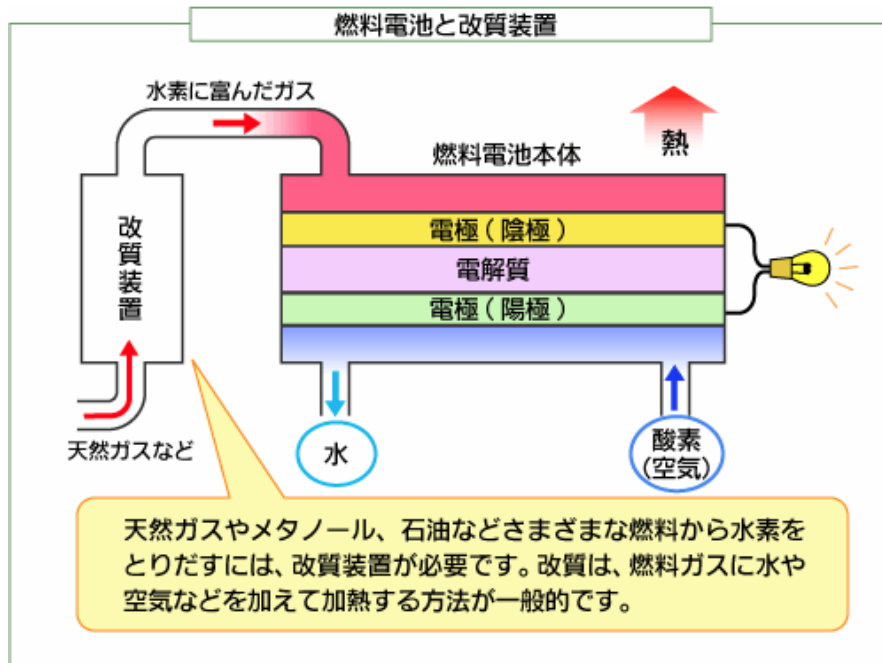 燃料電池と改質装置
水素に富んだガス
熱
燃料電池本体
改質装置
電極(陰極)
電解質
電極(陽極)
天然ガスなど
水
酸素
(空気)
天然ガスやメタノール、石油などさまざまな燃料から水素を
とりだすには、改質装置が必要です。改質は、燃料ガスに水や
空気などを加えて加熱する方法が一般的です。